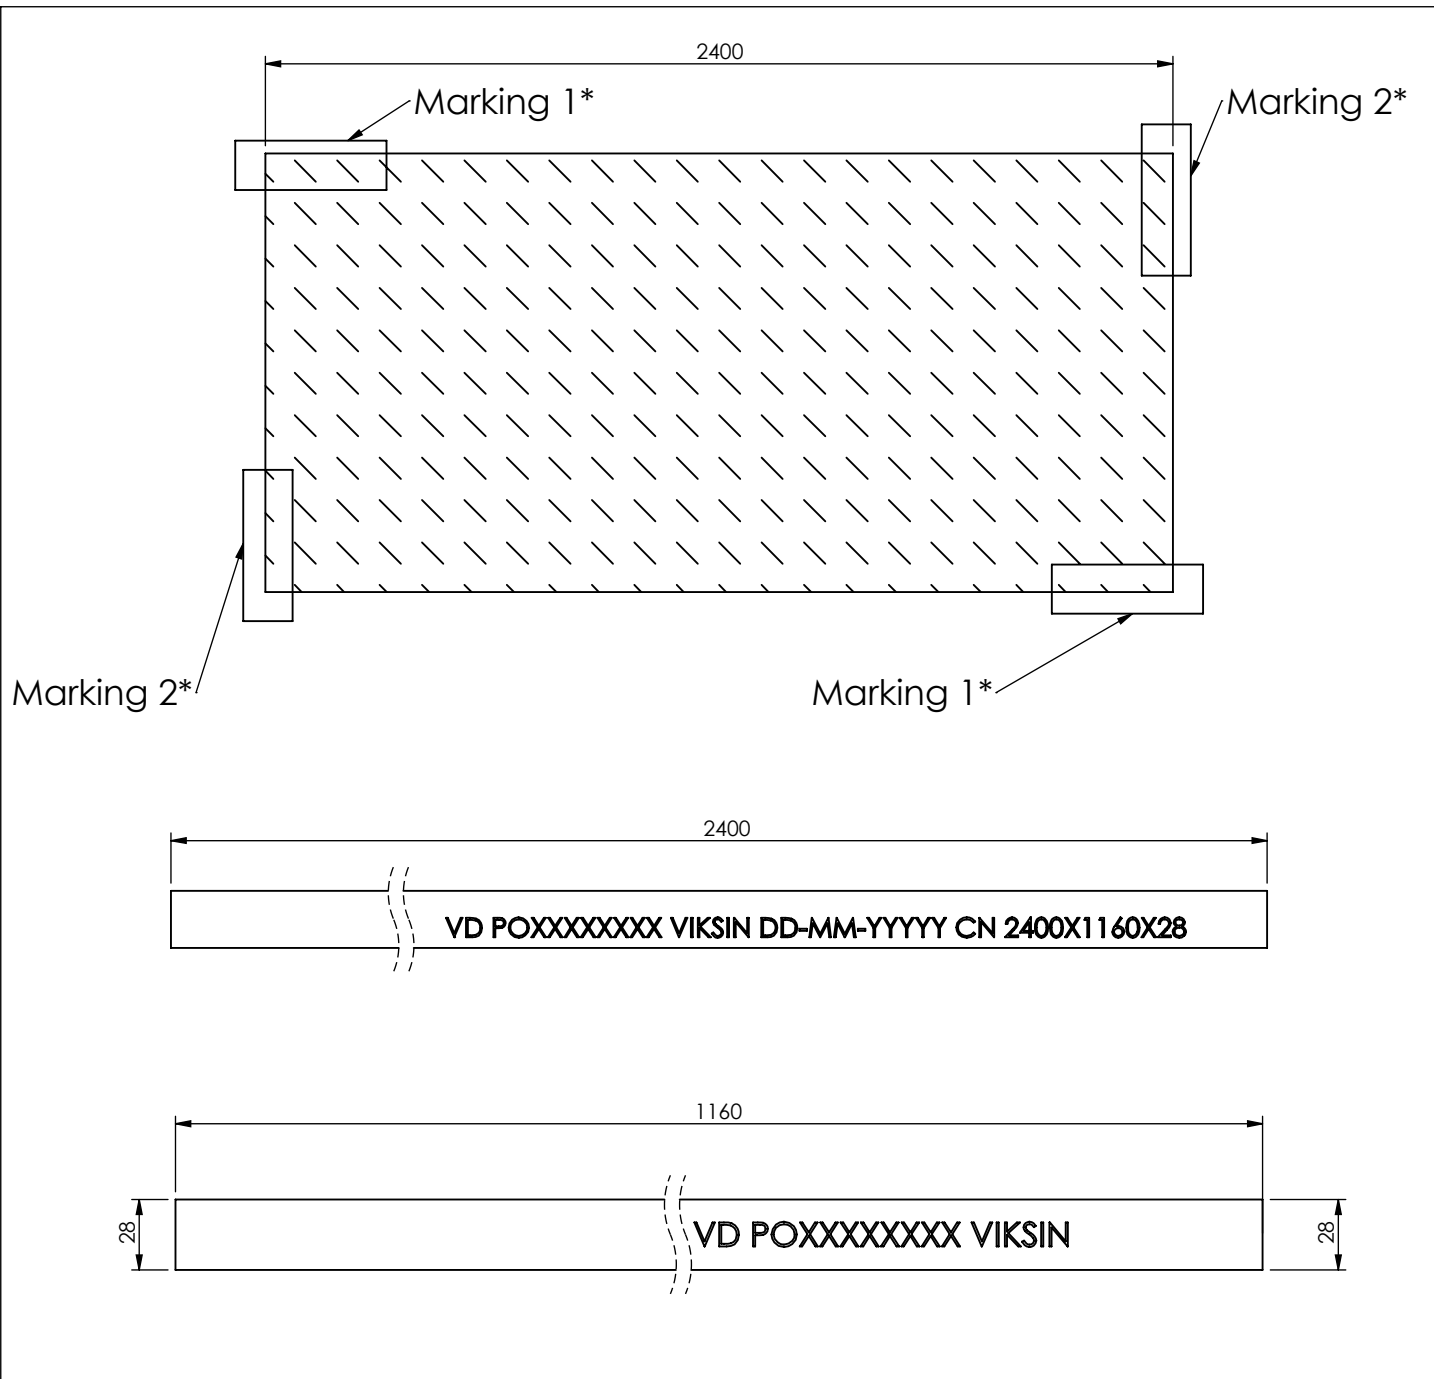 2400
Marking 1*
Marking 2*
Marking 2*
Marking 1*
2400
VD POXXXXXXXX VIKSIN DD-MM-YYYYY CN 2400X1160X28
1160
28
VD POXXXXXXXX VIKSIN
28